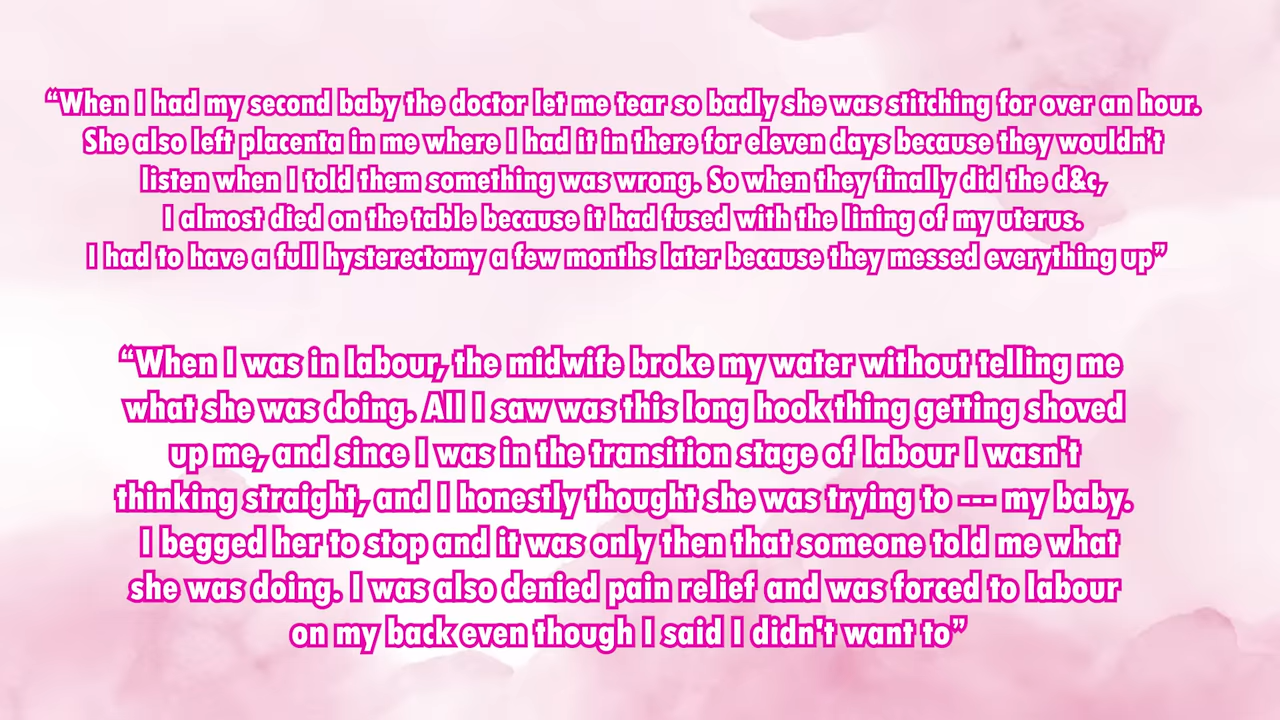 “When I had my second baby the doctor let me tear so badly she was stitching for over an hour.
She also left placenta in me where I had it in there for eleven days because they wouldn’t
listen when I told them something was wrong. So when they finally did the d&c,
I almost died on the table because it had fused with the lining of my uterus.
I had to have a full hysterectomy a few months later because they messed everything up”
“When I was in labour, the midwife broke my water without telling me
what she was doing. All I saw was this long hook thing getting shoved
up me, and since I was in the transition stage of labour I wasn't
thinking straight, and I honestly thought she was trying to --- my baby.
I begged her to stop and it was only then that someone told me what
she was doing. I was also denied pain relief and was forced to labour
on my back even though I said I didn't want to”